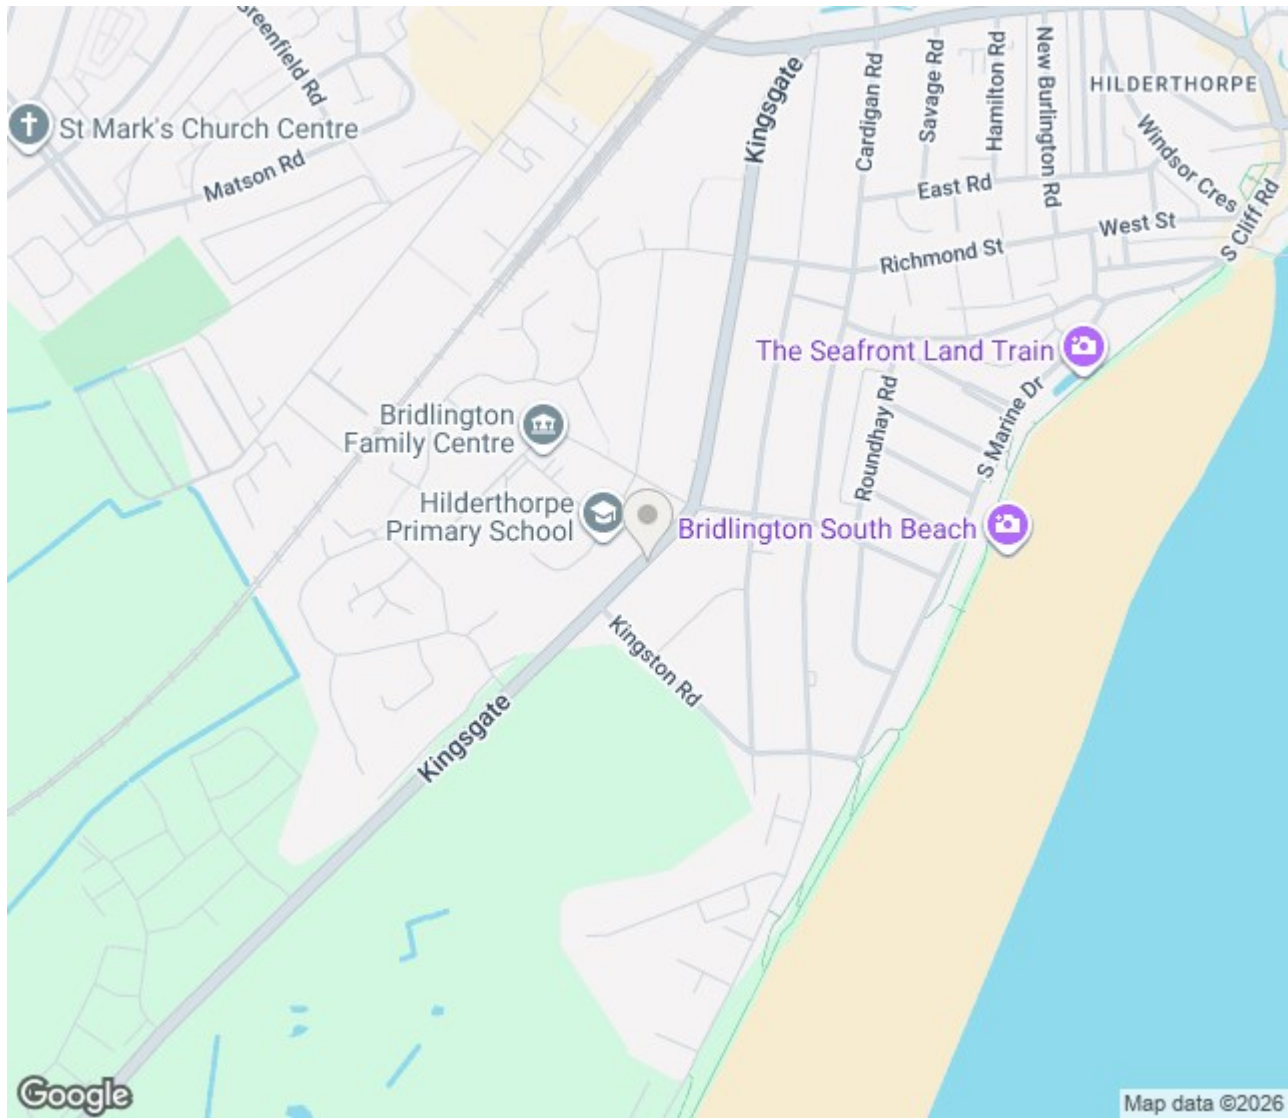 Greenfield Rd
St Mark's Church Centre
Matson Rd
Kingsgate
Cardigan Rd
Savage Rd
Hamilton Rd
New Burlington Rd
HILDERTHORPE
Windsor Cres
East Rd
West St
S Cliff Rd
Richmond St
The Seafront Land Train
Roundhay Rd
S Marine Dr
Bridlington
Family Centre
Hilderthorpe
Primary School
Bridlington South Beach
Kingston Rd
Kingsgate
Google
Map data ©2026